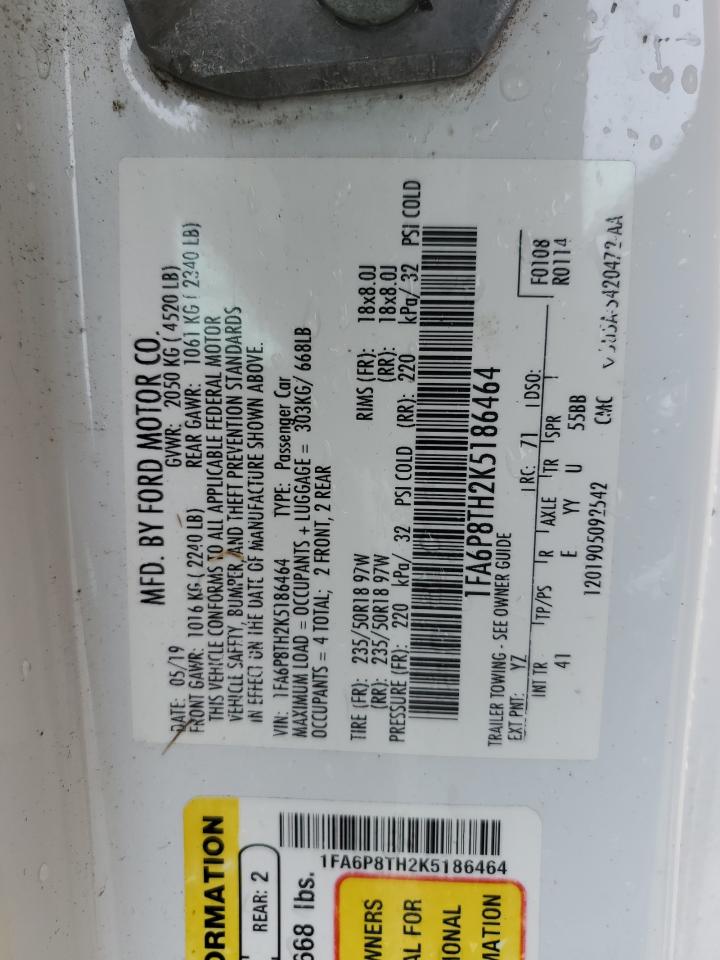 MFD. BY FORD MOTOR CO.
DATE: 05/19 GVWR: 2050 KG ( 4520 LB)
FRONT GAWR: 1016 KG ( 2240 LB) REAR GAWR: 1061 KG ( 2340 LB)
THIS VEHICLE CONFORMS TO ALL APPLICABLE FEDERAL MOTOR
VEHICLE SAFETY, BUMPER, AND THEFT PREVENTION STANDARDS
IN EFFECT ON THE DATE OF MANUFACTURE SHOWN ABOVE.
VIN: 1FA6P8TH2K5186464 TYPE: Passenger Car
MAXIMUM LOAD = OCCUPANTS + LUGGAGE = 303KG/ 668LB
OCCUPANTS = 4 TOTAL; 2 FRONT, 2 REAR
TIRE (FR): 235/50R18 97W RIMS (FR): 18x8.0J
(RR): 235/50R18 97W (RR): 18x8.0J
PRESSURE (FR): 220 kPa/ 32 PSI COLD (RR): 220 kPa/ 32 PSI COLD
1FA6P8TH2K5186464
TRAILER TOWING - SEE OWNER GUIDE
EXT PNT: YZ RC: 71 DSO: F0108
R0114
INT TR TP/PS R AXLE TR SPR
41 E YY U 55BB
1201905092542 CMC
ORMATION
REAR: 2
668 lbs.
1FA6P8TH2K5186464
WNERS
AL FOR
IONAL
MATION